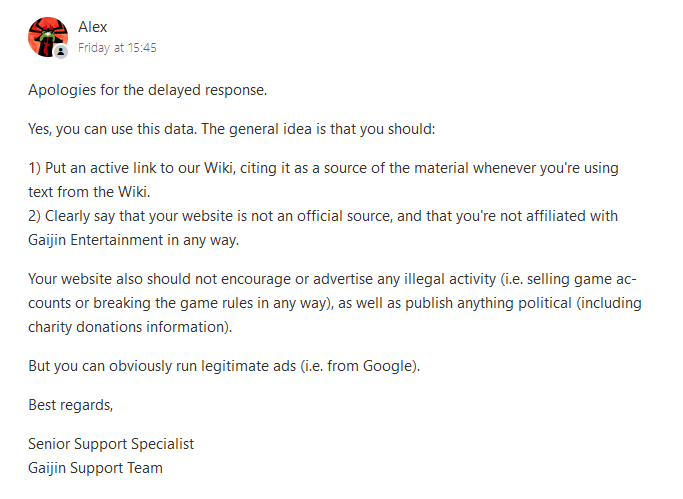 Alex
Friday at 15:45
Apologies for the delayed response.
Yes, you can use this data. The general idea is that you should:
1) Put an active link to our Wiki, citing it as a source of the material whenever you're using
text from the Wiki.
2) Clearly say that your website is not an official source, and that you're not affiliated with
Gaijin Entertainment in any way.
Your website also should not encourage or advertise any illegal activity (i.e. selling game ac-
counts or breaking the game rules in any way), as well as publish anything political (including
charity donations information).
But you can obviously run legitimate ads (i.e. from Google).
Best regards,
Senior Support Specialist
Gaijin Support Team